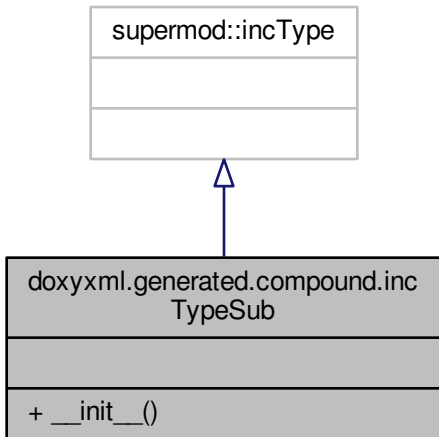 supermod::incType
doxyxml.generated.compound.inc
TypeSub
+ __init__()